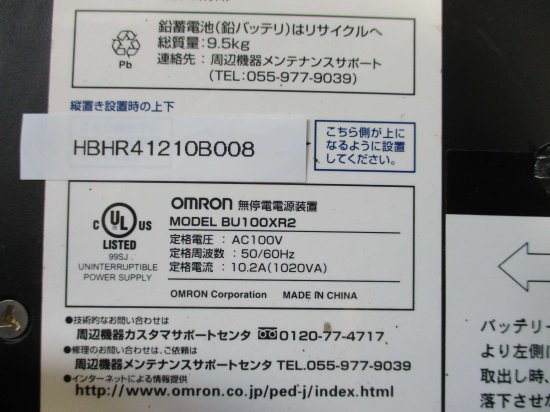 鉛蓄電池（鉛バッテリ）はリサイクルへ
総質量：9.5kg
連絡先：周辺機器メンテナンスサポート
(TEL:055-977-9039)
Pb
縦置き設置時の上下
HBHR41210B008
こちら側が上に
なるように設置
してください。
C UL US
LISTED
99SJ
UNINTERRUPTIBLE
POWER SUPPLY
OMRON 無停電電源装置
MODEL BU100XR2
定格電圧：AC100V
定格周波数：50/60Hz
定格電流：10.2A(1020VA)
OMRON Corporation MADE IN CHINA
●技術的なお問い合わせは
周辺機器カスタマサポートセンタ 0120-77-4717
●修理のお問い合わせは、ご依頼は
周辺機器メンテナンスサポートセンタ TEL.055-977-9039
●インターネットによる情報提供
http://www.omron.co.jp/ped-j/index.html
バッテリー
より左側に
取出し時、
落下させな